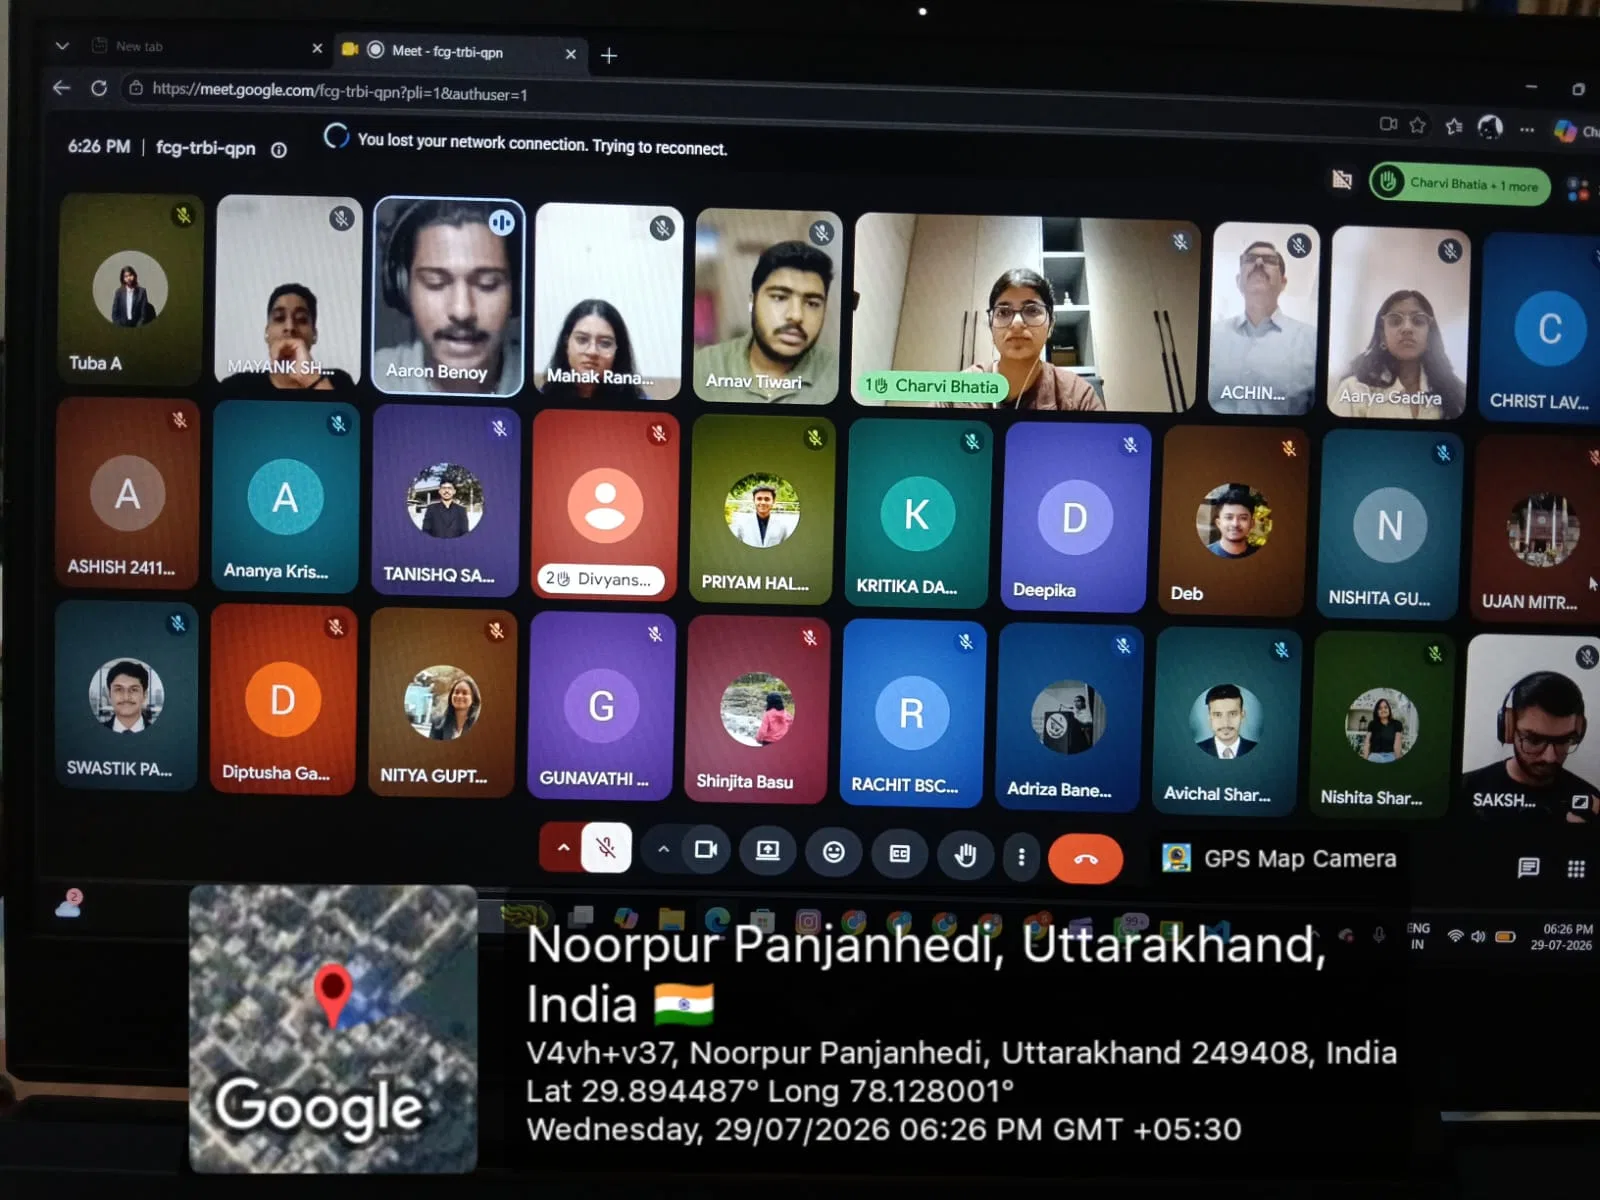 New tab
Meet - fcg-trbi-qpn
https://meet.google.com/fcg-trbi-qpn?pli=1&authuser=1
6:26 PM | fcg-trbi-qpn
You lost your network connection. Trying to reconnect.
Charvi Bhatia + 1 more
Tuba A
MAYANK SH...
Aaron Benoy
Mahak Rana...
Arnav Tiwari
1 Charvi Bhatia
ACHIN...
Aarya Gadiya
C
CHRIST LAV...
A
ASHISH 2411...
A
Ananya Kris...
TANISHQ SA...
2 Divyans...
PRIYAM HAL...
K
KRITIKA DA...
D
Deepika
Deb
N
NISHITA GU...
UJAN MITR...
SWASTIK PA...
D
Diptusha Ga...
NITYA GUPT...
G
GUNAVATHI ...
Shinjita Basu
R
RACHIT BSC...
Adriza Bane...
Avichal Shar...
Nishita Shar...
SAKSH...
GPS Map Camera
2
99+
ENG
IN
06:26 PM
29-07-2026
Google
Noorpur Panjanhedi, Uttarakhand,
India
V4vh+v37, Noorpur Panjanhedi, Uttarakhand 249408, India
Lat 29.894487° Long 78.128001°
Wednesday, 29/07/2026 06:26 PM GMT +05:30